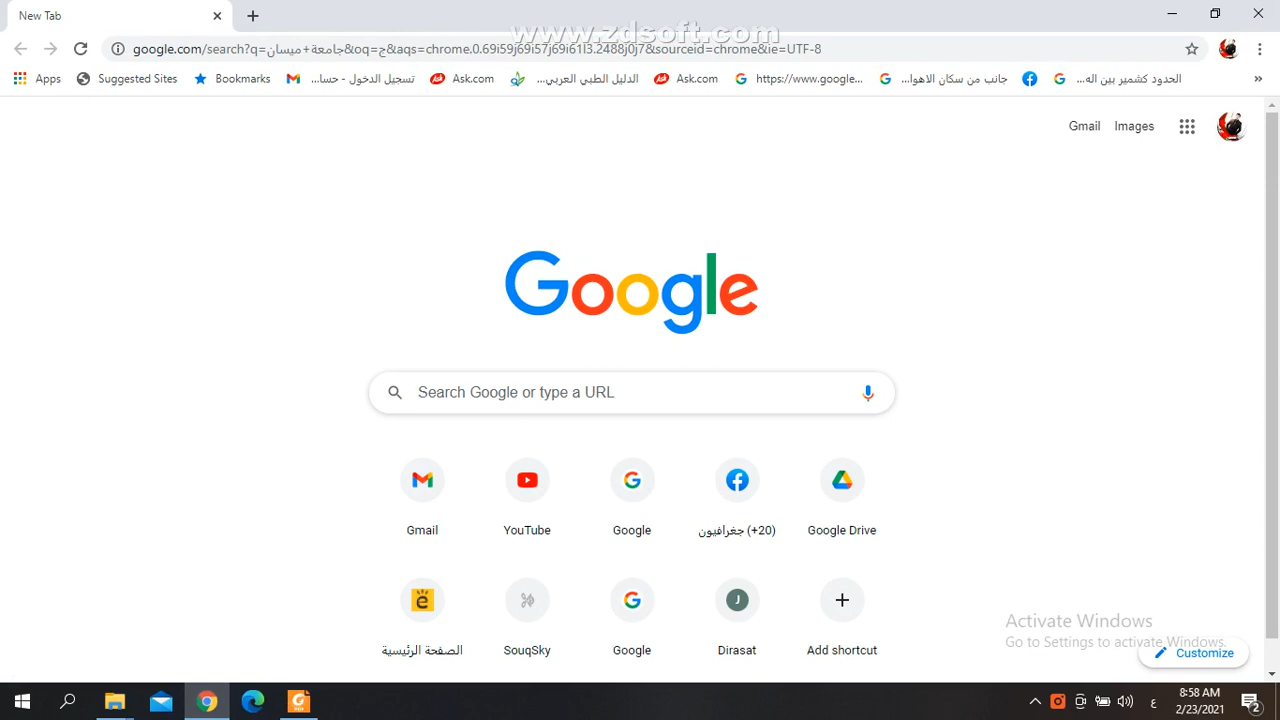 New Tab
www.zdsoft.com
google.com/search?q=جامعة+ميسان&oq=ج&aqs=chrome.0.69i59j69i57j69i61l3.2488j0j7&sourceid=chrome&ie=UTF-8
Apps Suggested Sites Bookmarks تسجيل الدخول - حسا... Ask.com الدليل الطبي العربي... Ask.com https://www.google... جانب من سكان الاهوا... الحدود كشمير بين اله...
Gmail Images
Google
Search Google or type a URL
Gmail YouTube Google (20+) جغرافيون Google Drive
J
الصفحة الرئيسية SouqSky Google Dirasat Add shortcut
Activate Windows
Go to Settings to activate Windows.
Customize
PDF
ع
8:58 AM
2/23/2021
2